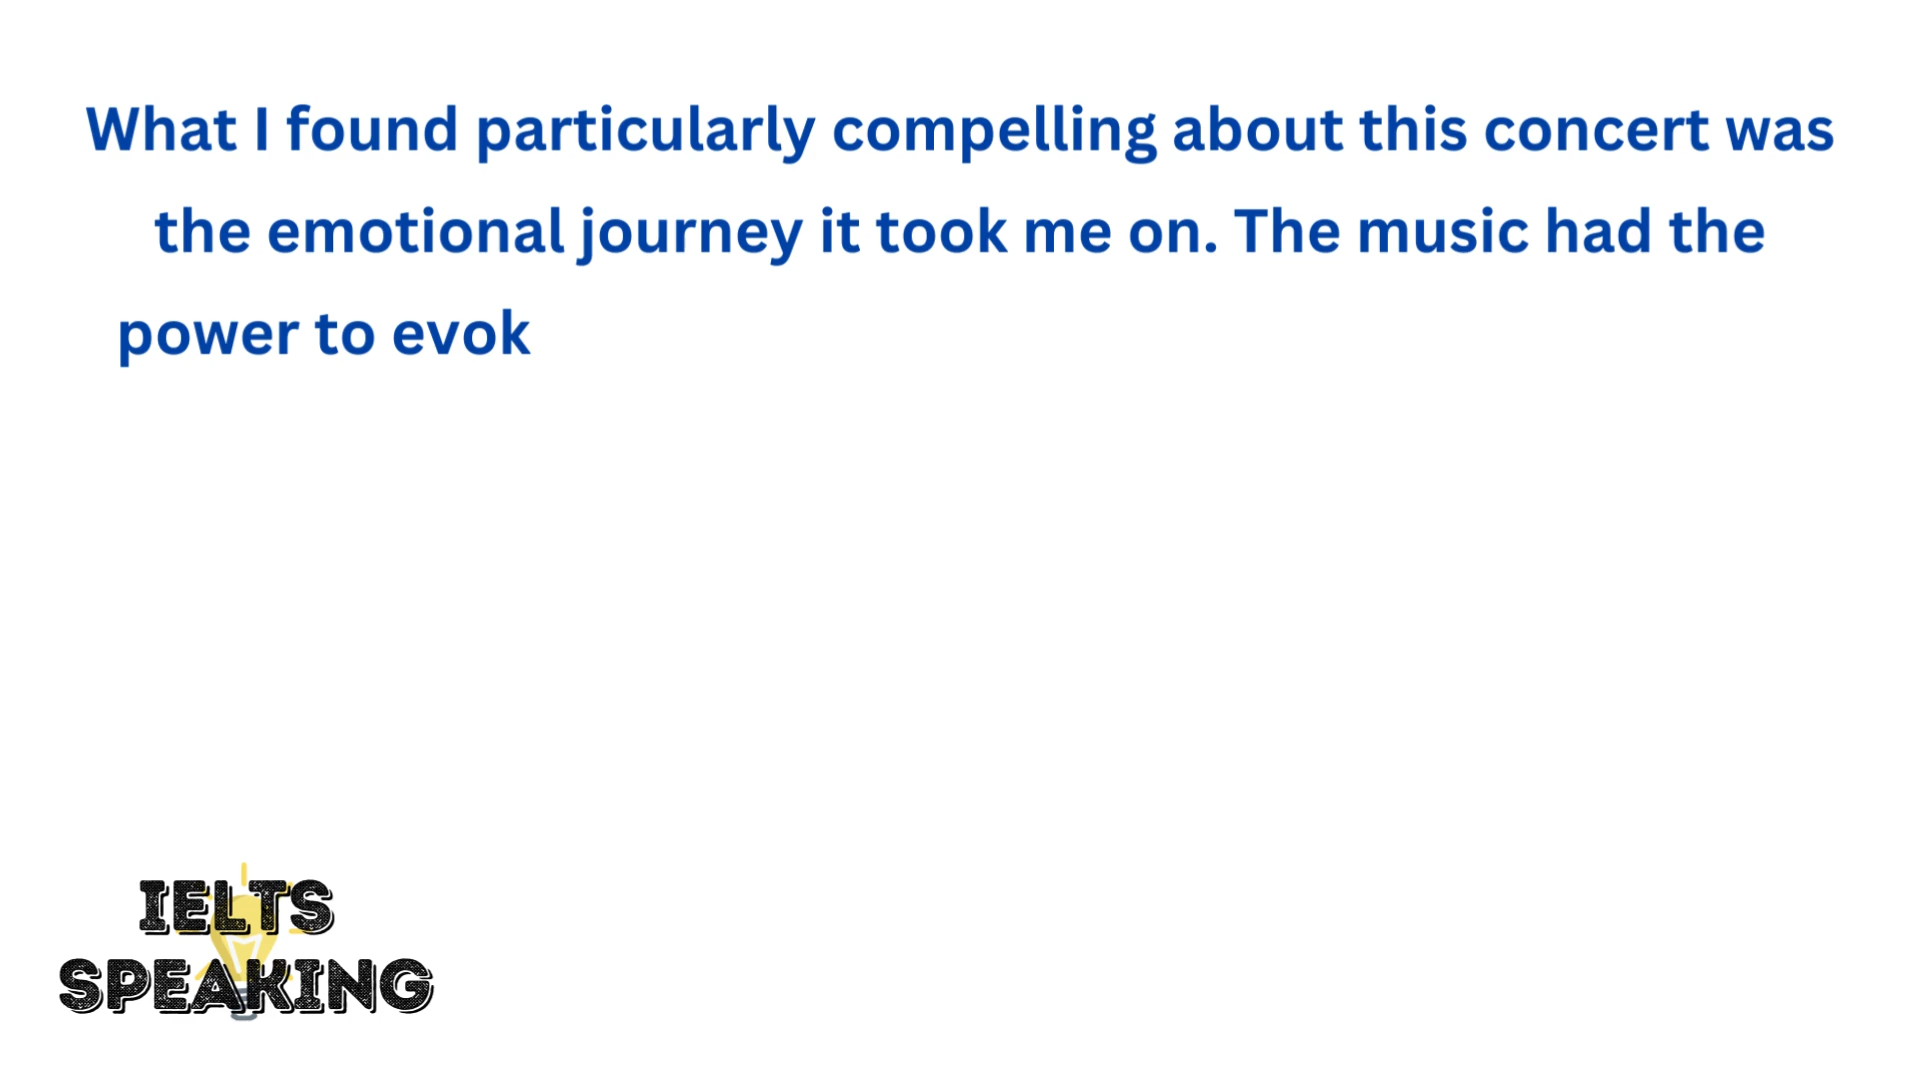 What I found particularly compelling about this concert was
the emotional journey it took me on. The music had the
power to evok
IELTS
SPEAKING